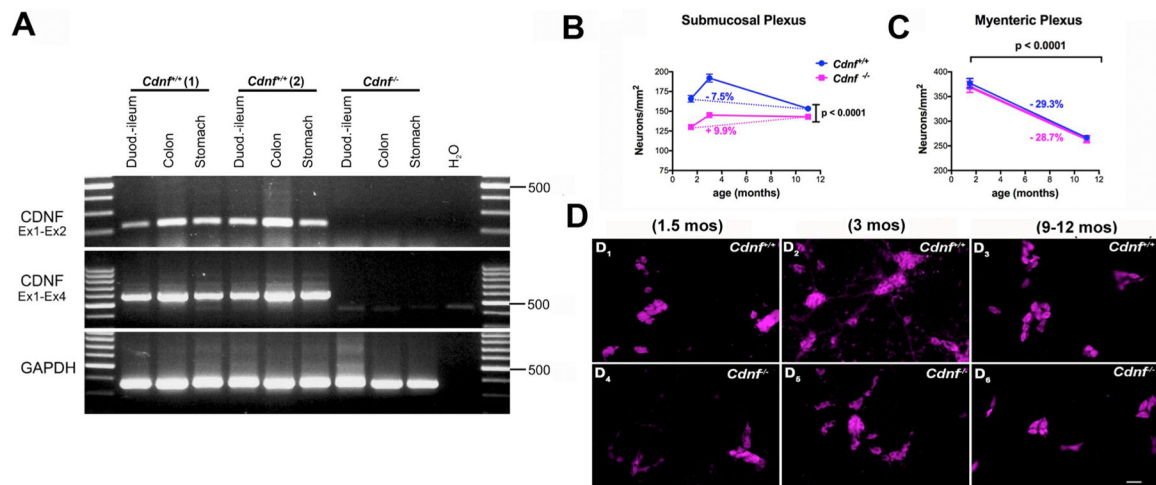 A
Cdnf+/+ (1)
Cdnf+/+ (2)
Cdnf-/-
Duod.-ileum
Colon
Stomach
Duod.-ileum
Colon
Stomach
Duod.-ileum
Colon
Stomach
H2O
CDNF
Ex1-Ex2
500
CDNF
Ex1-Ex4
500
GAPDH
500
B
Submucosal Plexus
Cdnf+/+
Cdnf -/-
Neurons/mm2
200
175
150
125
100
75
- 7.5%
+ 9.9%
p < 0.0001
0 2 4 6 8 10 12
age (months)
C
Myenteric Plexus
p < 0.0001
Neurons/mm2
400
350
300
250
200
- 29.3%
- 28.7%
0 2 4 6 8 10 12
age (months)
D
(1.5 mos)
(3 mos)
(9-12 mos)
D1 Cdnf+/+
D2 Cdnf+/+
D3 Cdnf+/+
D4 Cdnf-/-
D5 Cdnf-/-
D6 Cdnf-/-